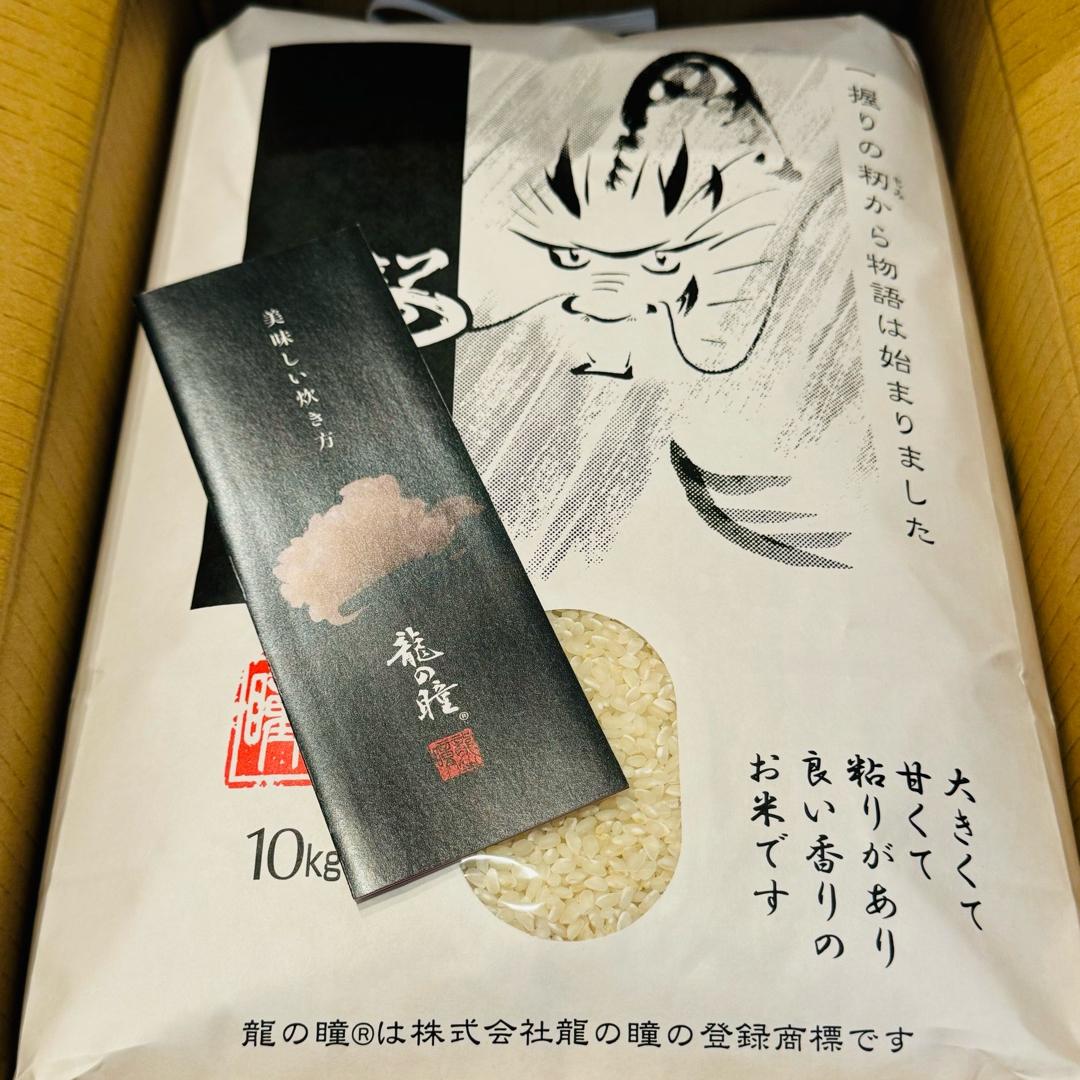 一握りの籾から物語は始まりました
もみ
美味しい炊き方
龍の瞳®
10kg
大きくて
甘くて
粘りがあり
良い香りの
お米です
龍の瞳®は株式会社龍の瞳の登録商標です